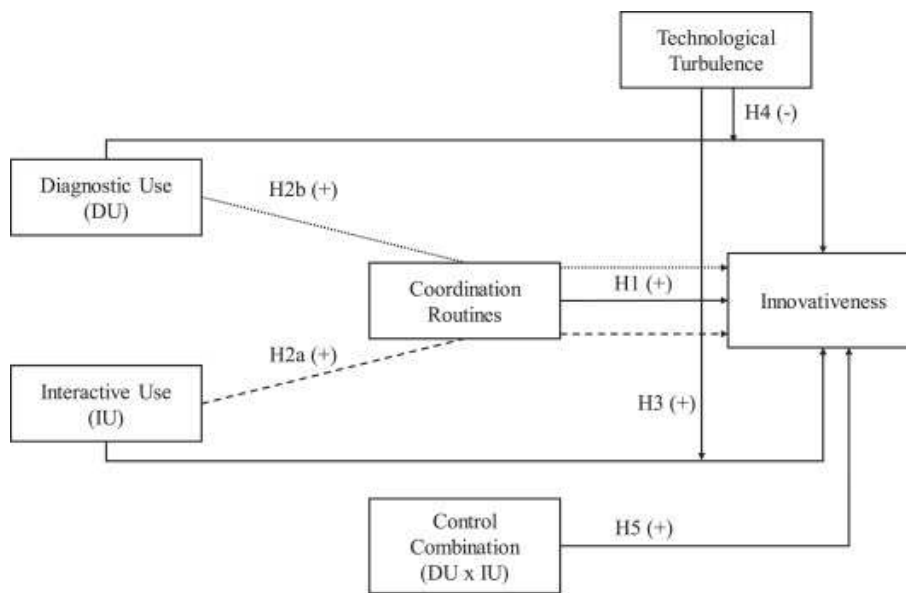 Technological
Turbulence
H4 (-)
Diagnostic Use
(DU)
H2b (+)
Coordination
Routines
H1 (+)
Innovativeness
H2a (+)
Interactive Use
(IU)
H3 (+)
Control
Combination
(DU x IU)
H5 (+)